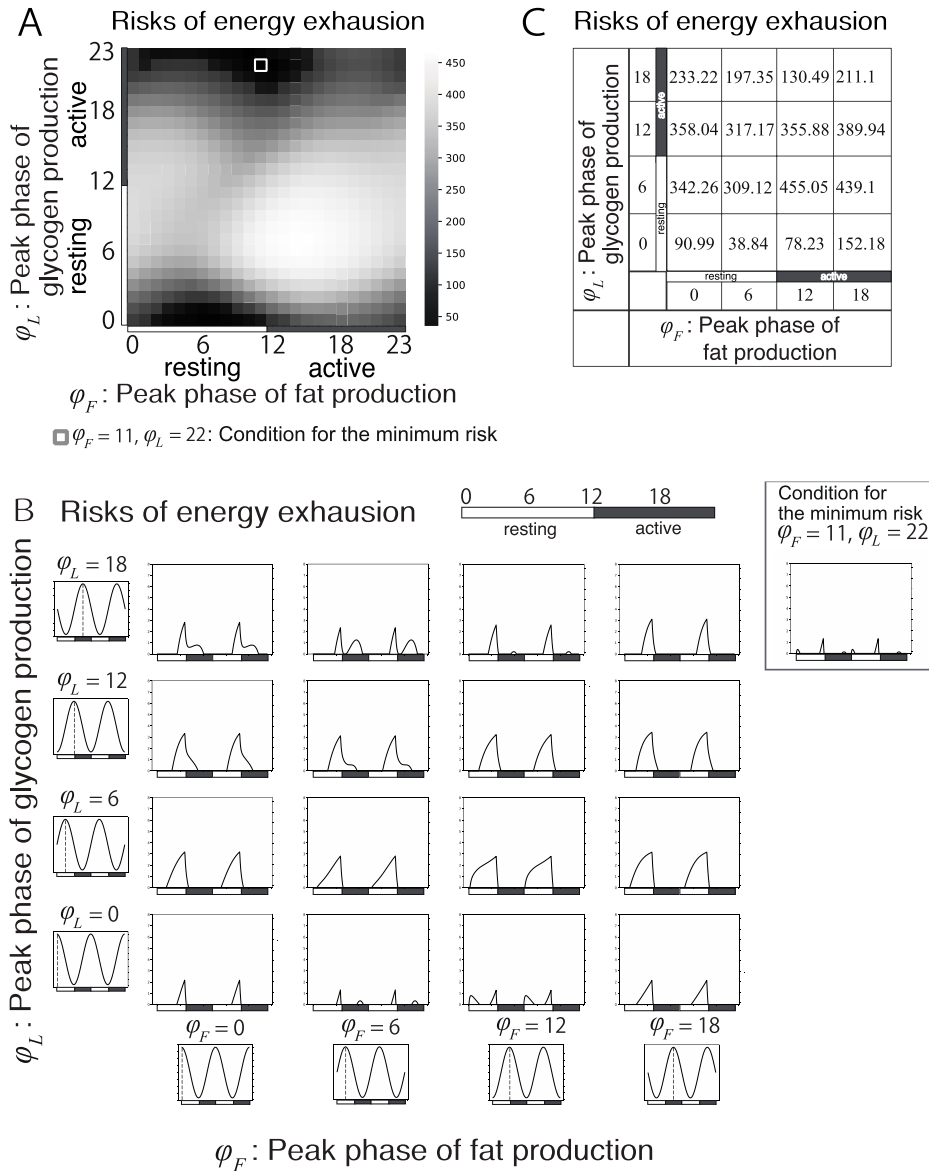 A
Risks of energy exhausion
23
18
12
6
0
active
resting
φL : Peak phase of
glycogen production
0 6 12 18 23
resting active
φF : Peak phase of fat production
450
400
350
300
250
200
150
100
50
φF = 11, φL = 22: Condition for the minimum risk
C
Risks of energy exhausion
φL : Peak phase of
glycogen production
active
resting
18 233.22 197.35 130.49 211.1
12 358.04 317.17 355.88 389.94
6 342.26 309.12 455.05 439.1
0 90.99 38.84 78.23 152.18
resting active
0 6 12 18
φF : Peak phase of
fat production
B
Risks of energy exhausion
0 6 12 18
resting active
Condition for
the minimum risk
φF = 11, φL = 22
φL : Peak phase of glycogen production
φL = 18
φL = 12
φL = 6
φL = 0
φF = 0
φF = 6
φF = 12
φF = 18
φF : Peak phase of fat production